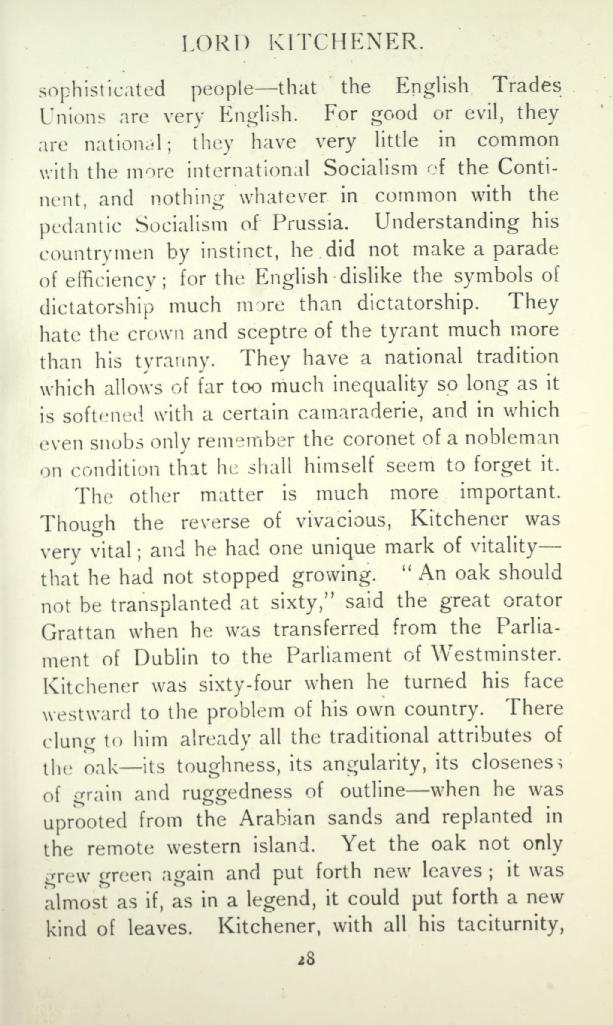 LORD KITCHENER.
sophisticated people—that the English Trades
Unions are very English. For good or evil, they
are national; they have very little in common
with the more international Socialism of the Conti-
nent, and nothing whatever in common with the
pedantic Socialism of Prussia. Understanding his
countrymen by instinct, he did not make a parade
of efficiency; for the English dislike the symbols of
dictatorship much more than dictatorship. They
hate the crown and sceptre of the tyrant much more
than his tyranny. They have a national tradition
which allows of far too much inequality so long as it
is softened with a certain camaraderie, and in which
even snobs only remember the coronet of a nobleman
on condition that he shall himself seem to forget it.
The other matter is much more important.
Though the reverse of vivacious, Kitchener was
very vital; and he had one unique mark of vitality—
that he had not stopped growing. "An oak should
not be transplanted at sixty," said the great orator
Grattan when he was transferred from the Parlia-
ment of Dublin to the Parliament of Westminster.
Kitchener was sixty-four when he turned his face
westward to the problem of his own country. There
clung to him already all the traditional attributes of
the oak—its toughness, its angularity, its closeness
of grain and ruggedness of outline—when he was
uprooted from the Arabian sands and replanted in
the remote western island. Yet the oak not only
grew green again and put forth new leaves; it was
almost as if, as in a legend, it could put forth a new
kind of leaves. Kitchener, with all his taciturnity,
28